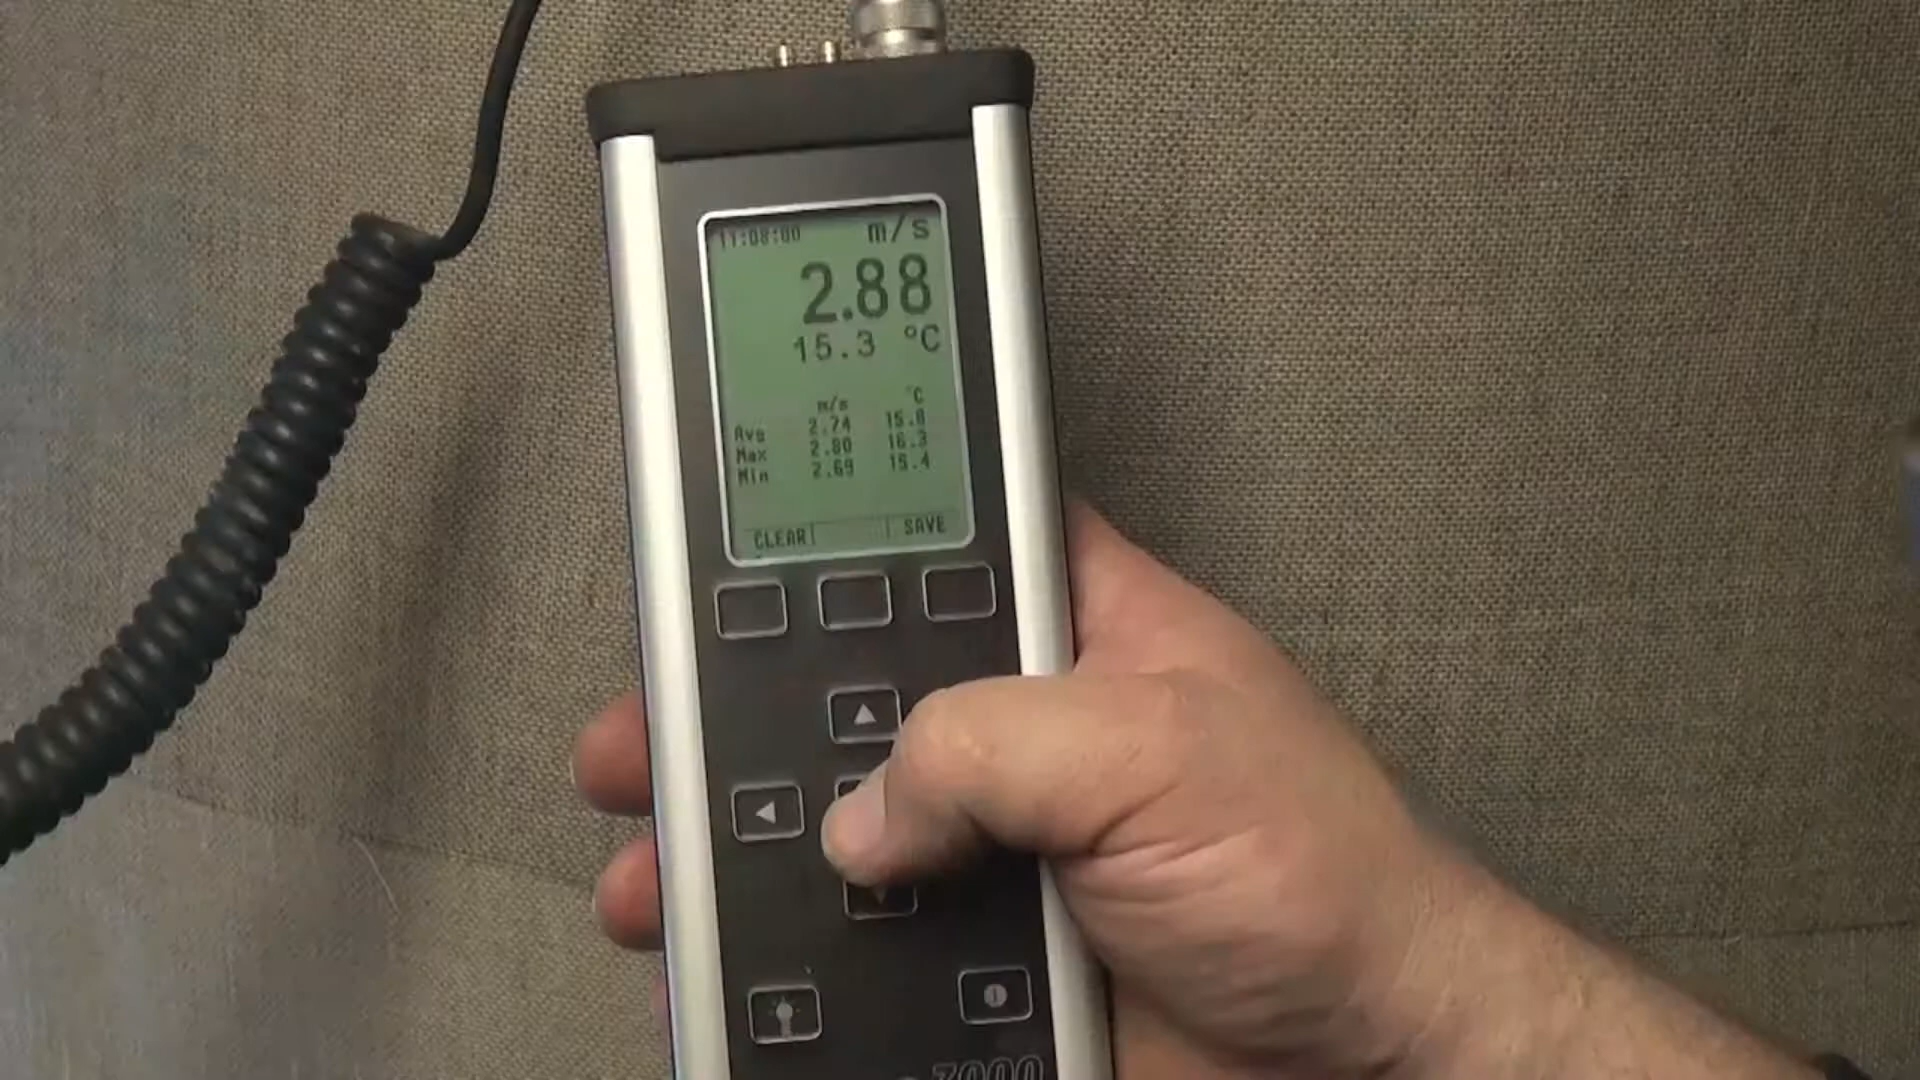 11:08:00 m/s
2.88
15.3 °C
m/s °C
Avg 2.74 15.8
Max 2.80 16.3
Min 2.69 15.4
CLEAR SAVE